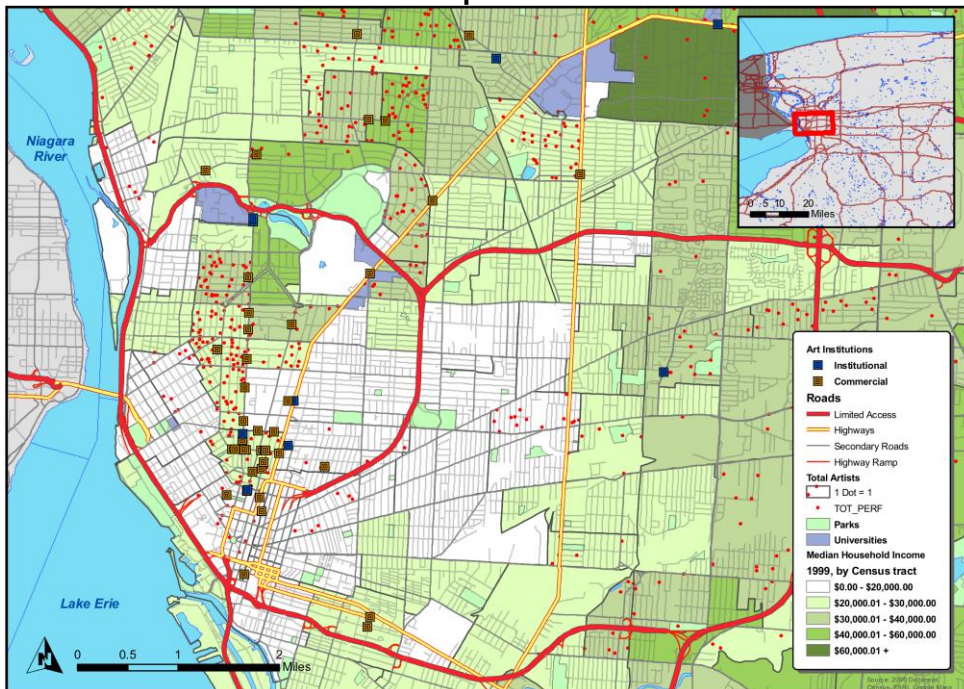 Niagara
River
Lake Erie
N
0 0.5 1 2
Miles
0 5 10 20
Miles
Art Institutions
Institutional
Commercial
Roads
Limited Access
Highways
Secondary Roads
Highway Ramp
Total Artists
1 Dot = 1
TOT_PERF
Parks
Universities
Median Household Income
1999, by Census tract
$0.00 - $20,000.00
$20,000.01 - $30,000.00
$30,000.01 - $40,000.00
$40,000.01 - $60,000.00
$60,000.01 +